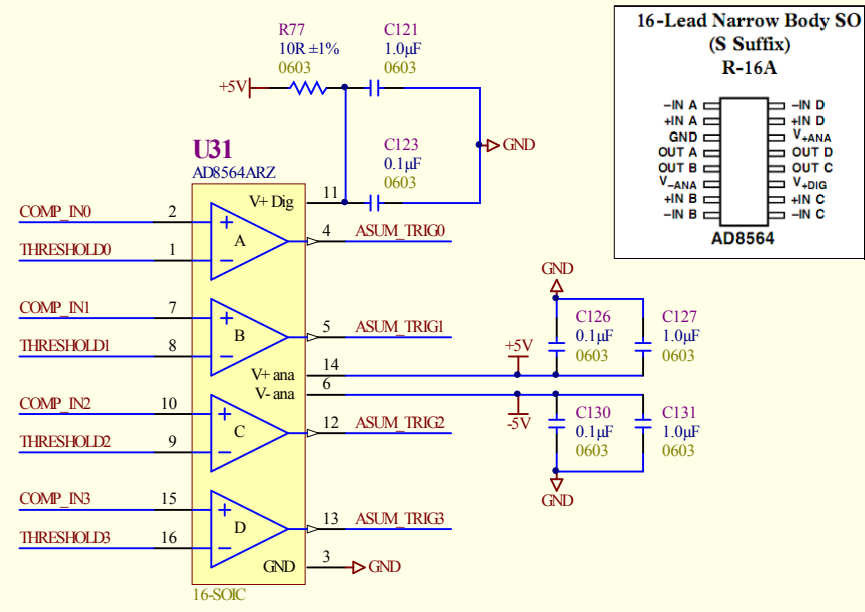 16-Lead Narrow Body SO
(S Suffix)
R-16A
–IN A
+IN A
GND
OUT A
OUT B
V–ANA
+IN B
–IN B
–IN D
+IN D
V+ANA
OUT D
OUT C
V+DIG
+IN C
–IN C
AD8564
R77
10R ±1%
0603
+5V
C121
1.0µF
0603
GND
C123
0.1µF
0603
U31
AD8564ARZ
V+ Dig
11
COMP_IN0
2
+
A
4
ASUM_TRIG0
THRESHOLD0
1
−
COMP_IN1
7
+
B
5
ASUM_TRIG1
THRESHOLD1
8
−
V+ ana
14
V- ana
6
COMP_IN2
10
+
C
12
ASUM_TRIG2
THRESHOLD2
9
−
COMP_IN3
15
+
D
13
ASUM_TRIG3
THRESHOLD3
16
−
GND
3
GND
16-SOIC
GND
C126
0.1µF
0603
C127
1.0µF
0603
+5V
-5V
C130
0.1µF
0603
C131
1.0µF
0603
GND